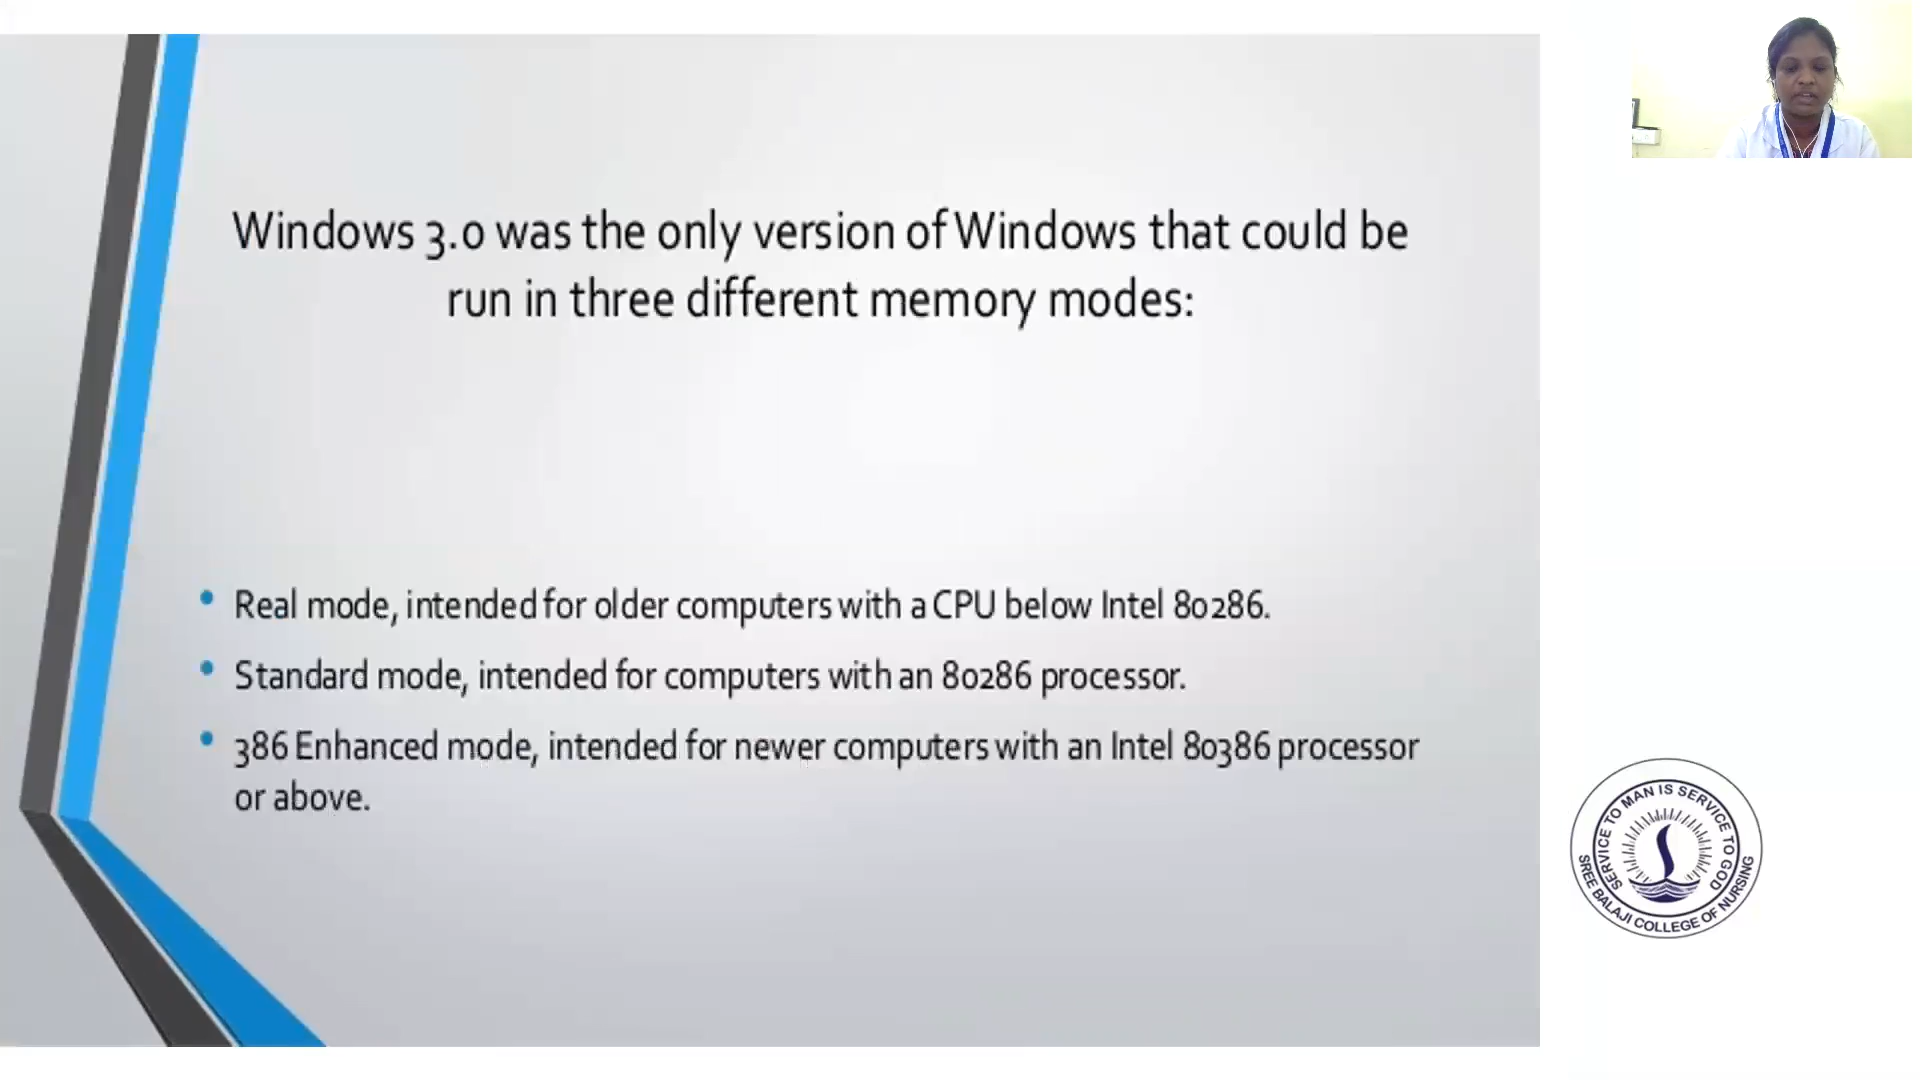 Windows 3.0 was the only version of Windows that could be
run in three different memory modes:
• Real mode, intended for older computers with a CPU below Intel 80286.
• Standard mode, intended for computers with an 80286 processor.
• 386 Enhanced mode, intended for newer computers with an Intel 80386 processor
or above.
SERVICE TO MAN IS SERVICE TO GOD
SREE BALAJI COLLEGE OF NURSING